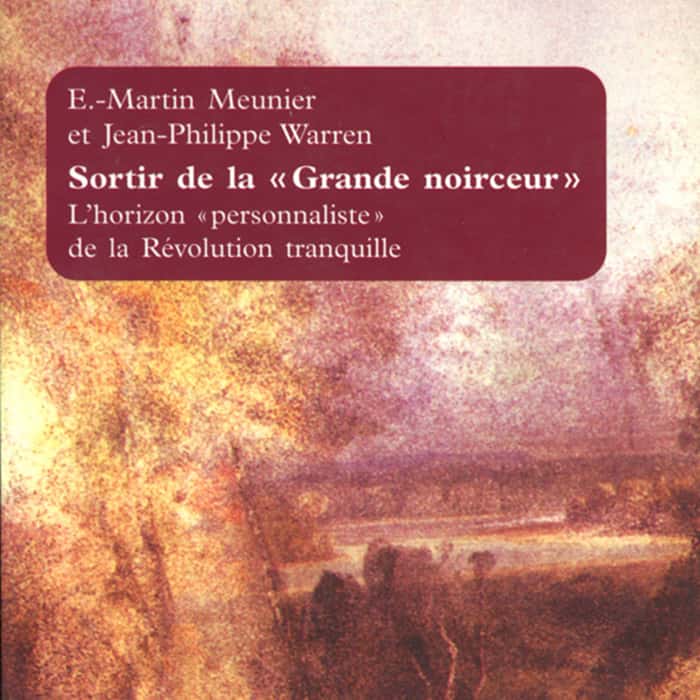 E.-Martin Meunier
et Jean-Philippe Warren
Sortir de la « Grande noirceur »
L'horizon « personnaliste »
de la Révolution tranquille